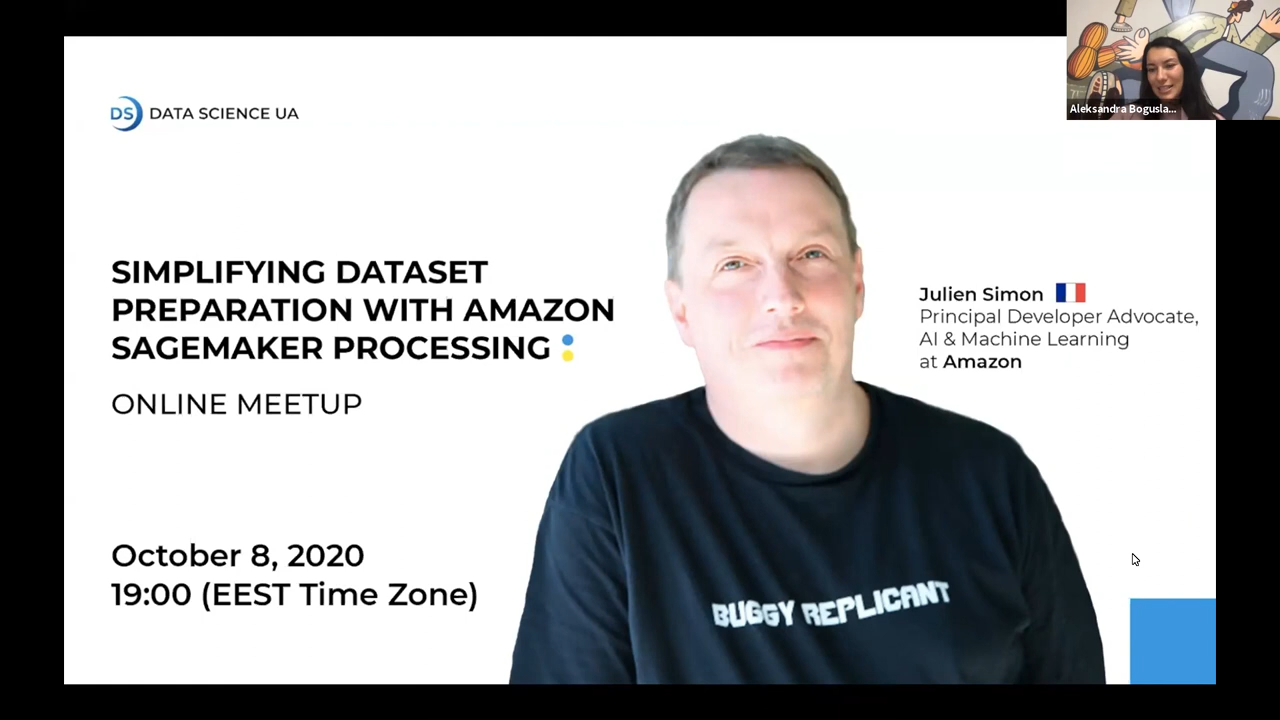 Aleksandra Bogusla...
DS DATA SCIENCE UA
SIMPLIFYING DATASET
PREPARATION WITH AMAZON
SAGEMAKER PROCESSING
ONLINE MEETUP
October 8, 2020
19:00 (EEST Time Zone)
Julien Simon
Principal Developer Advocate,
AI & Machine Learning
at Amazon
BUGGY REPLICANT